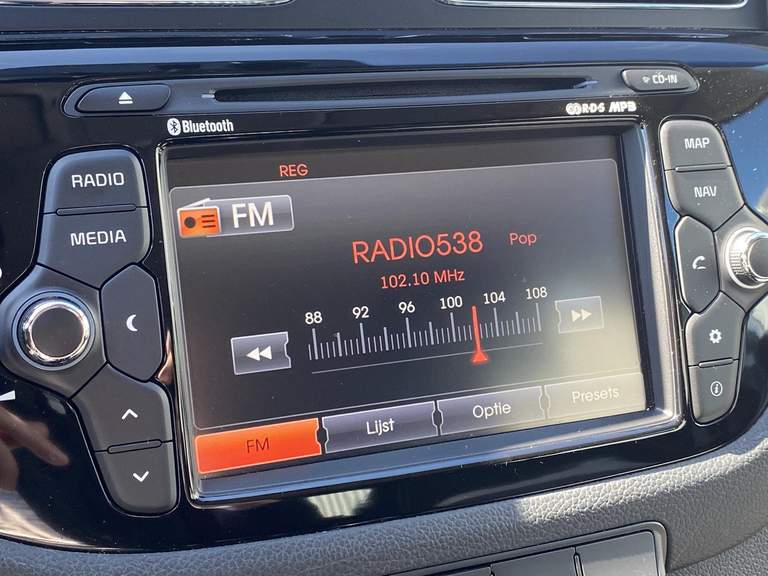 CD-IN
RDS MP3
Bluetooth
RADIO
MEDIA
MAP
NAV
REG
FM
RADIO538 Pop
102.10 MHz
88 92 96 100 104 108
FM Lijst Optie Presets